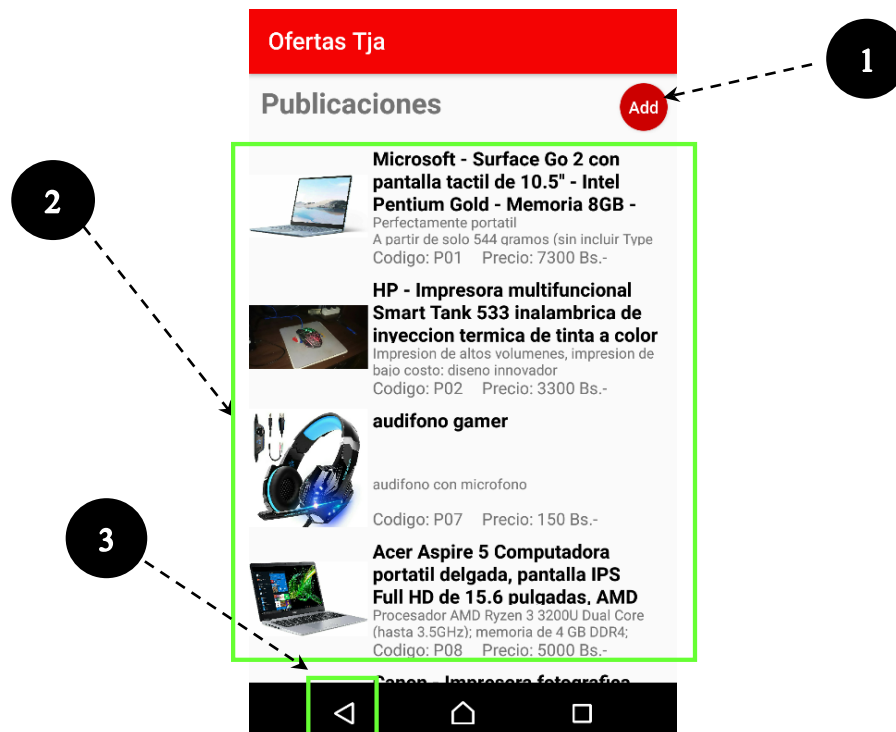 Ofertas Tja
1
Publicaciones
Add
Microsoft - Surface Go 2 con
pantalla tactil de 10.5" - Intel
Pentium Gold - Memoria 8GB -
Perfectamente portatil
A partir de solo 544 gramos (sin incluir Type
Codigo: P01 Precio: 7300 Bs.-
2
HP - Impresora multifuncional
Smart Tank 533 inalambrica de
inyeccion termica de tinta a color
Impresion de altos volumenes, impresion de
bajo costo: diseno innovador
Codigo: P02 Precio: 3300 Bs.-
audifono gamer
audifono con microfono
Codigo: P07 Precio: 150 Bs.-
3
Acer Aspire 5 Computadora
portatil delgada, pantalla IPS
Full HD de 15.6 pulgadas, AMD
Procesador AMD Ryzen 3 3200U Dual Core
(hasta 3.5GHz); memoria de 4 GB DDR4;
Codigo: P08 Precio: 5000 Bs.-
Canon - Impresora fotografica